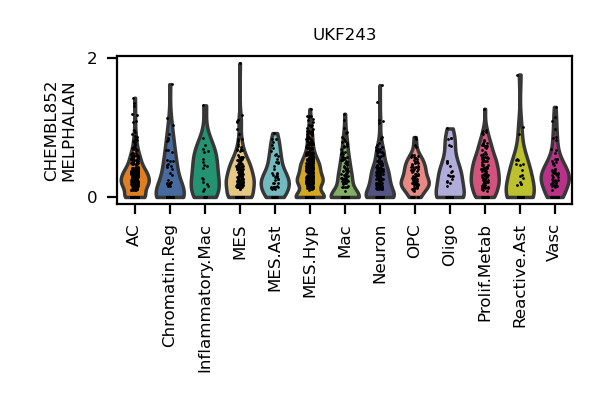 UKF243
CHEMBL852
MELPHALAN
2
0
AC
Chromatin.Reg
Inflammatory.Mac
MES
MES.Ast
MES.Hyp
Mac
Neuron
OPC
Oligo
Prolif.Metab
Reactive.Ast
Vasc